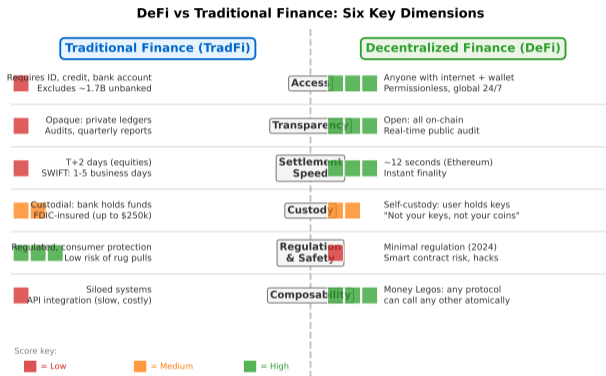 DeFi vs Traditional Finance: Six Key Dimensions
Traditional Finance (TradFi)
Decentralized Finance (DeFi)
Requires ID, credit, bank account
Excludes ~1.7B unbanked
Access
Anyone with internet + wallet
Permissionless, global 24/7
Opaque: private ledgers
Audits, quarterly reports
Transparency
Open: all on-chain
Real-time public audit
T+2 days (equities)
SWIFT: 1-5 business days
Settlement
Speed
~12 seconds (Ethereum)
Instant finality
Custodial: bank holds funds
FDIC-insured (up to $250k)
Custody
Self-custody: user holds keys
"Not your keys, not your coins"
Regulated, consumer protection
Low risk of rug pulls
Regulation
& Safety
Minimal regulation (2024)
Smart contract risk, hacks
Siloed systems
API integration (slow, costly)
Composability
Money Legos: any protocol
can call any other atomically
Score key:
= Low
= Medium
= High